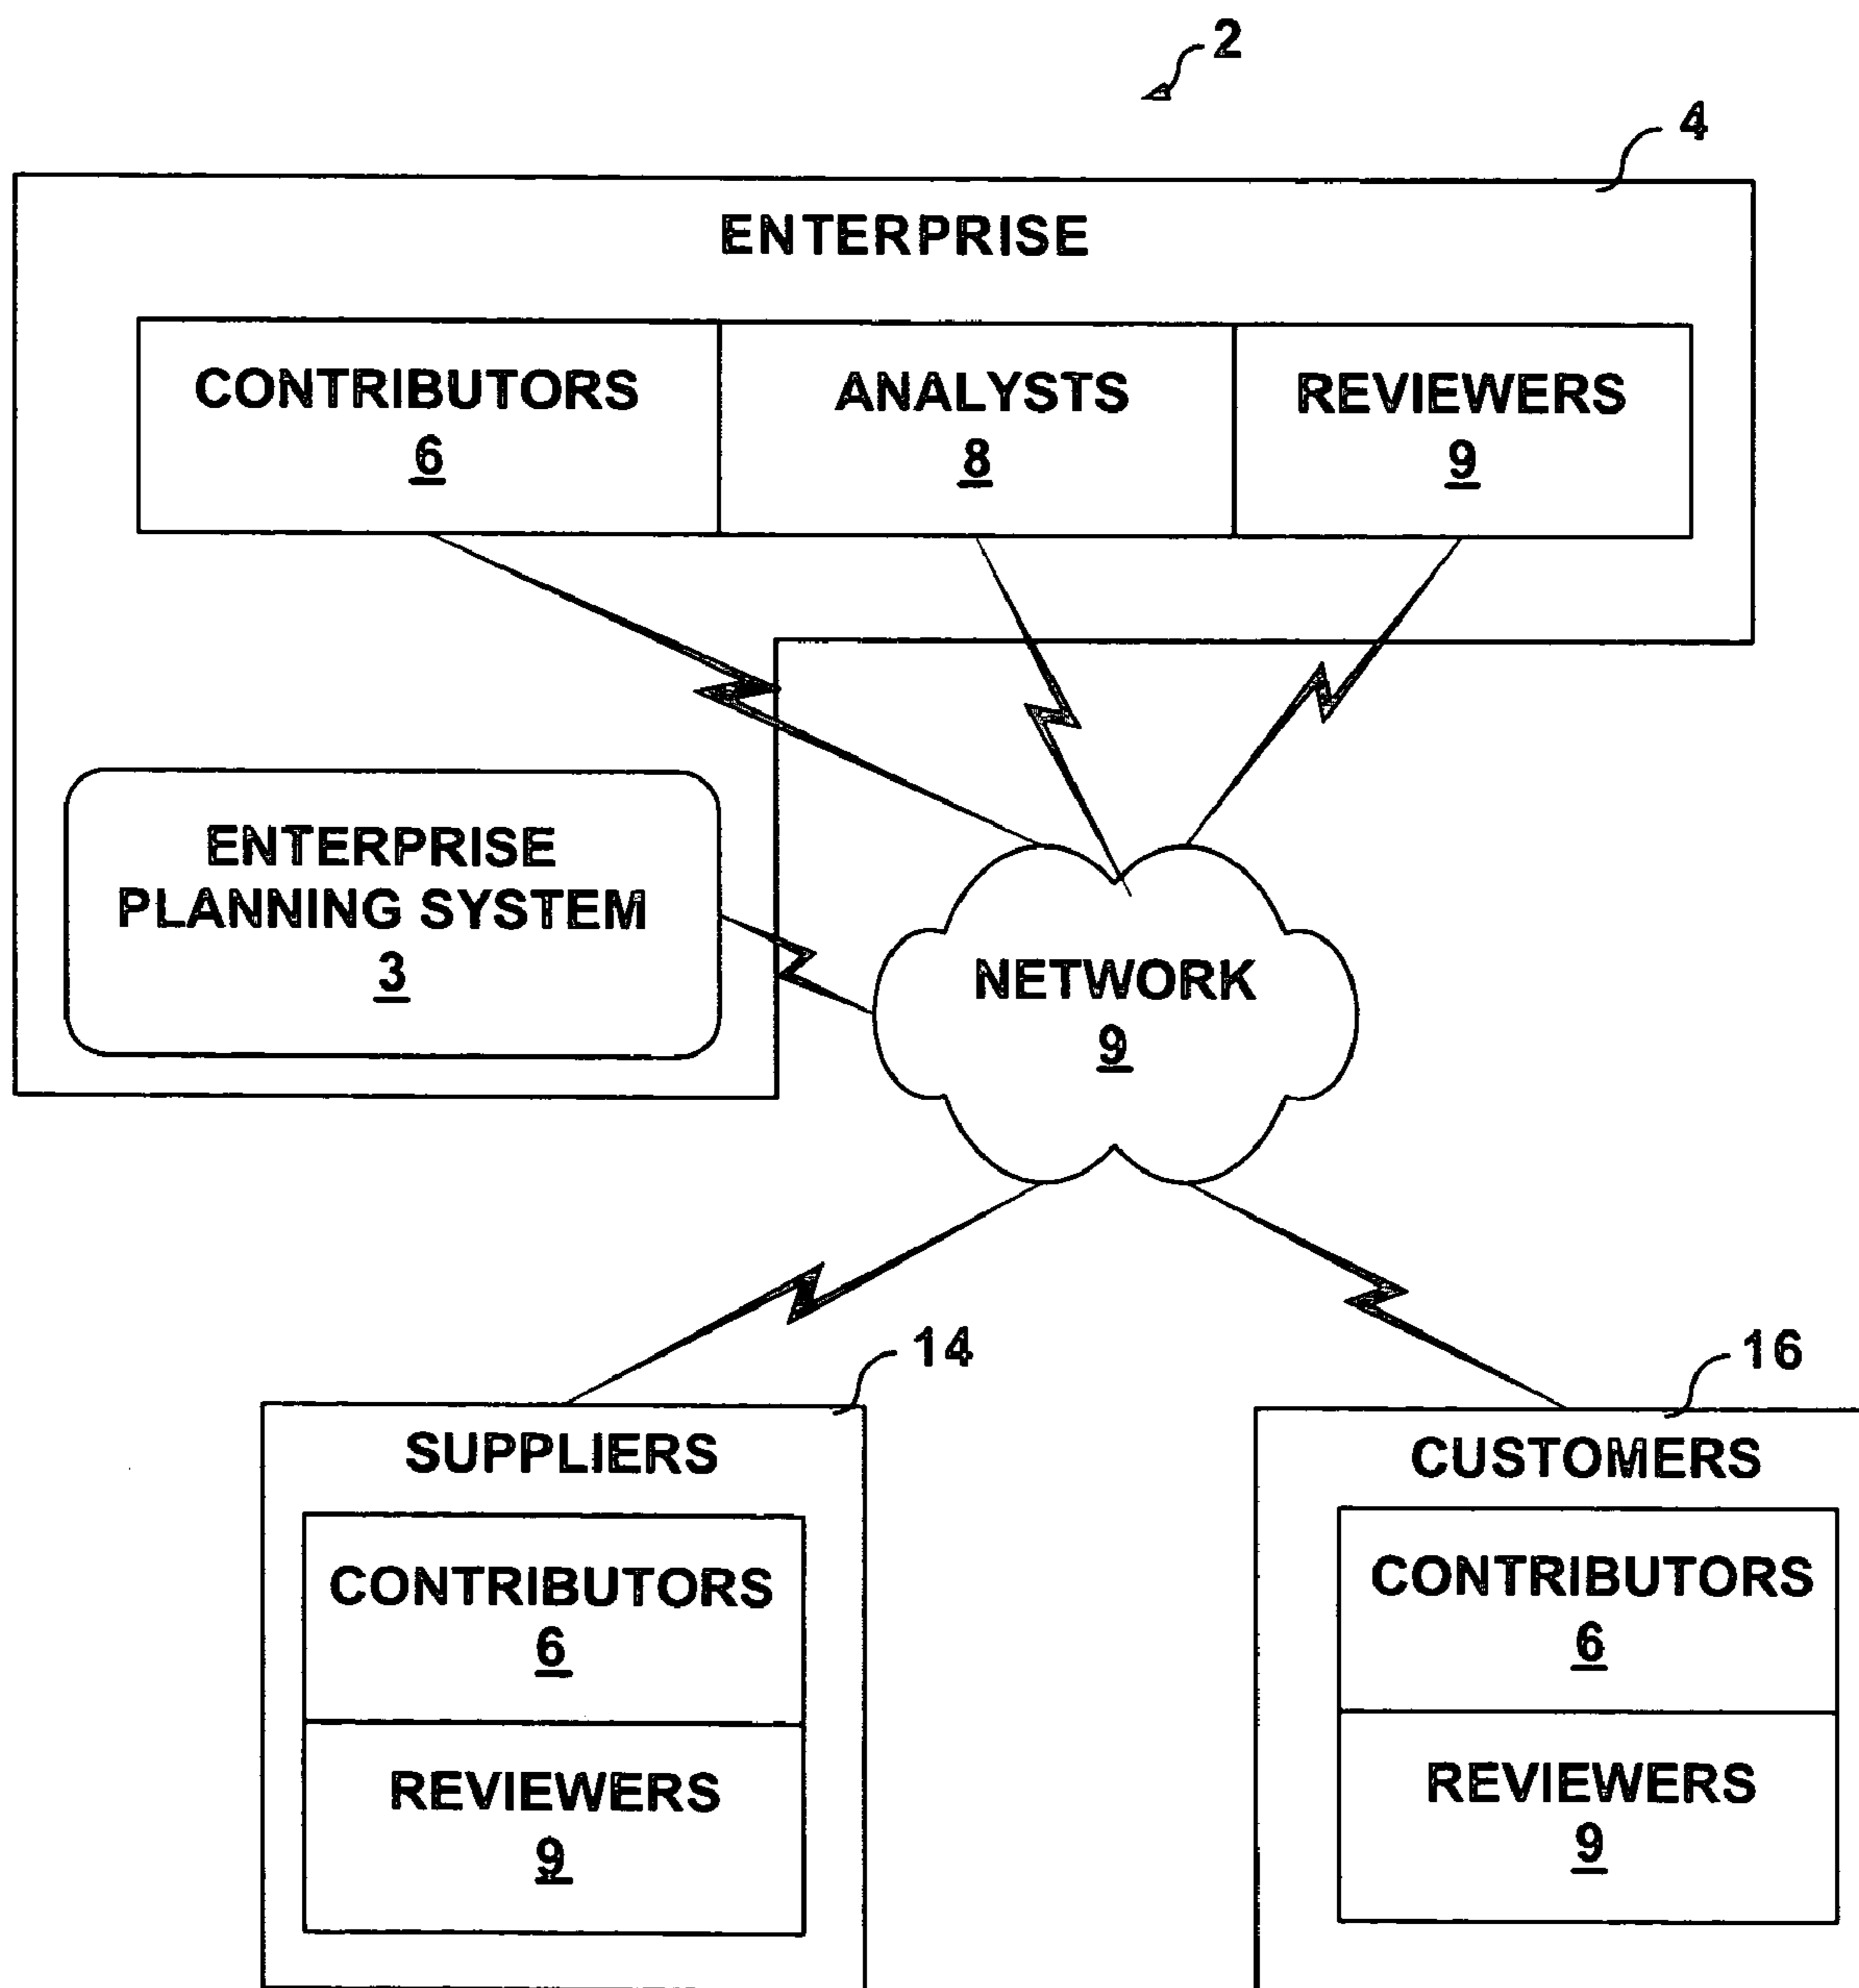 2
4
ENTERPRISE
CONTRIBUTORS
6
ANALYSTS
8
REVIEWERS
9
ENTERPRISE
PLANNING SYSTEM
3
NETWORK
9
14
SUPPLIERS
CONTRIBUTORS
6
REVIEWERS
9
16
CUSTOMERS
CONTRIBUTORS
6
REVIEWERS
9